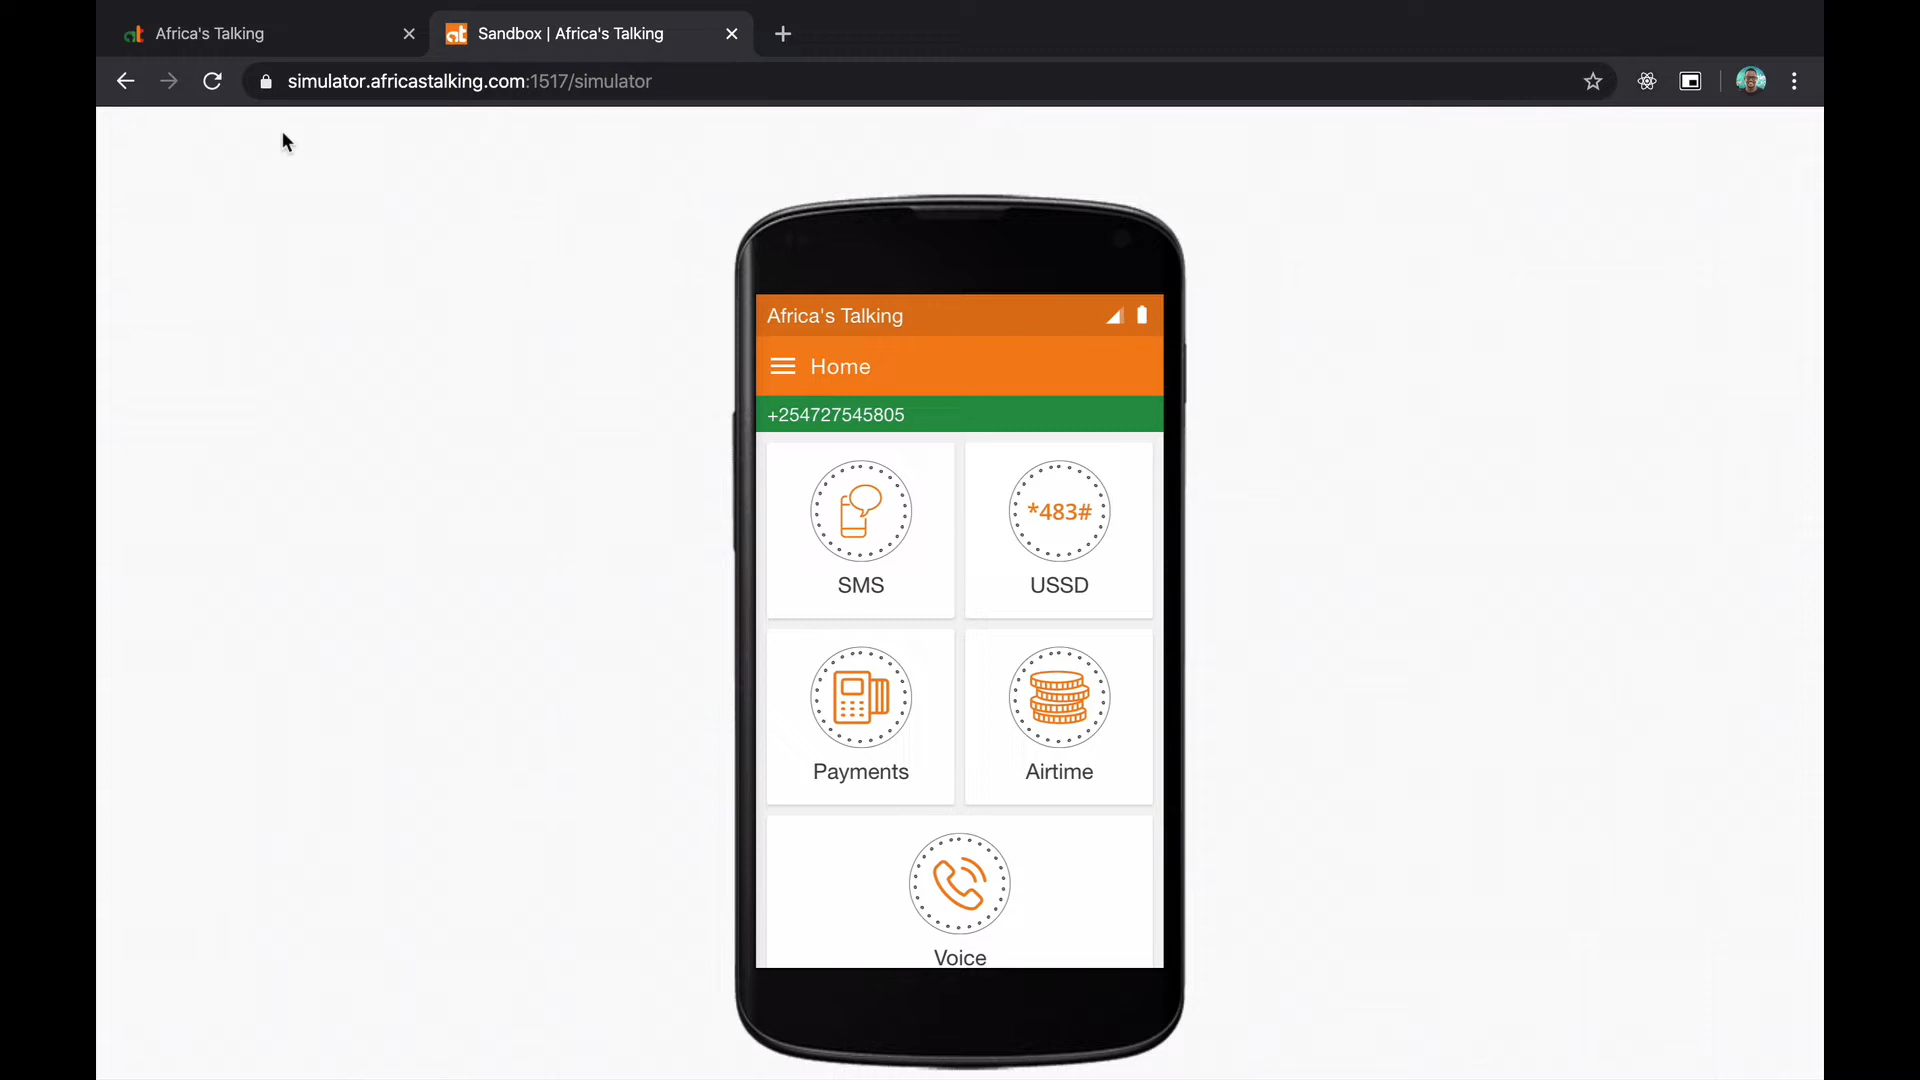 Africa's Talking
Sandbox | Africa's Talking
simulator.africastalking.com:1517/simulator
Africa's Talking
Home
+254727545805
SMS
*483#
USSD
Payments
Airtime
Voice